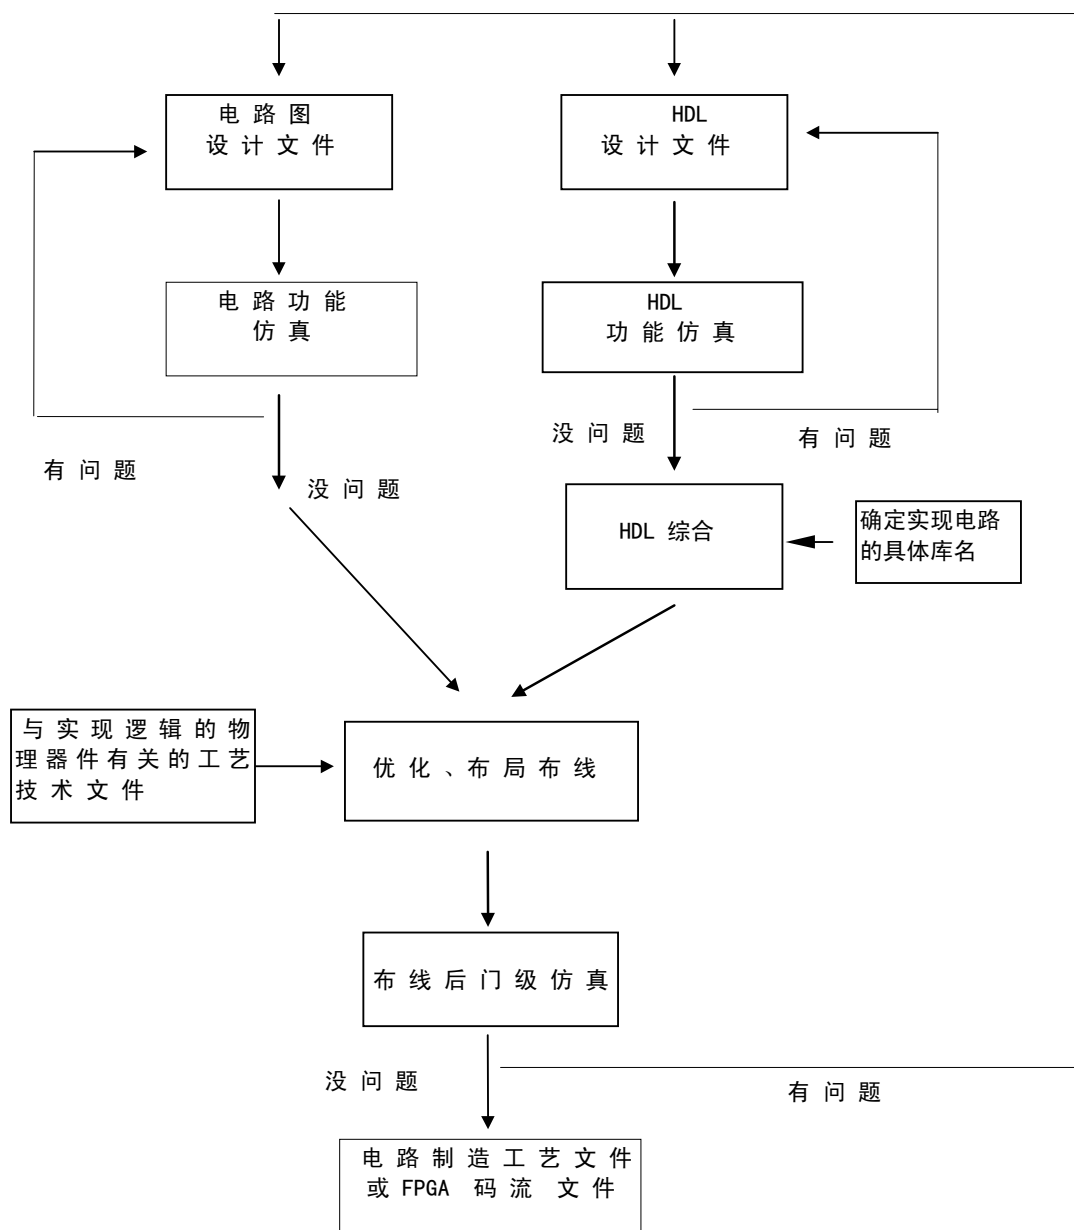 电路图
设计文件
HDL
设计文件
电路功能
仿真
HDL
功能仿真
没问题
有问题
有问题
没问题
HDL 综合
确定实现电路
的具体库名
与实现逻辑的物
理器件有关的工艺
技术文件
优化、布局布线
布线后门级仿真
没问题
有问题
电路制造工艺文件
或 FPGA 码流 文件